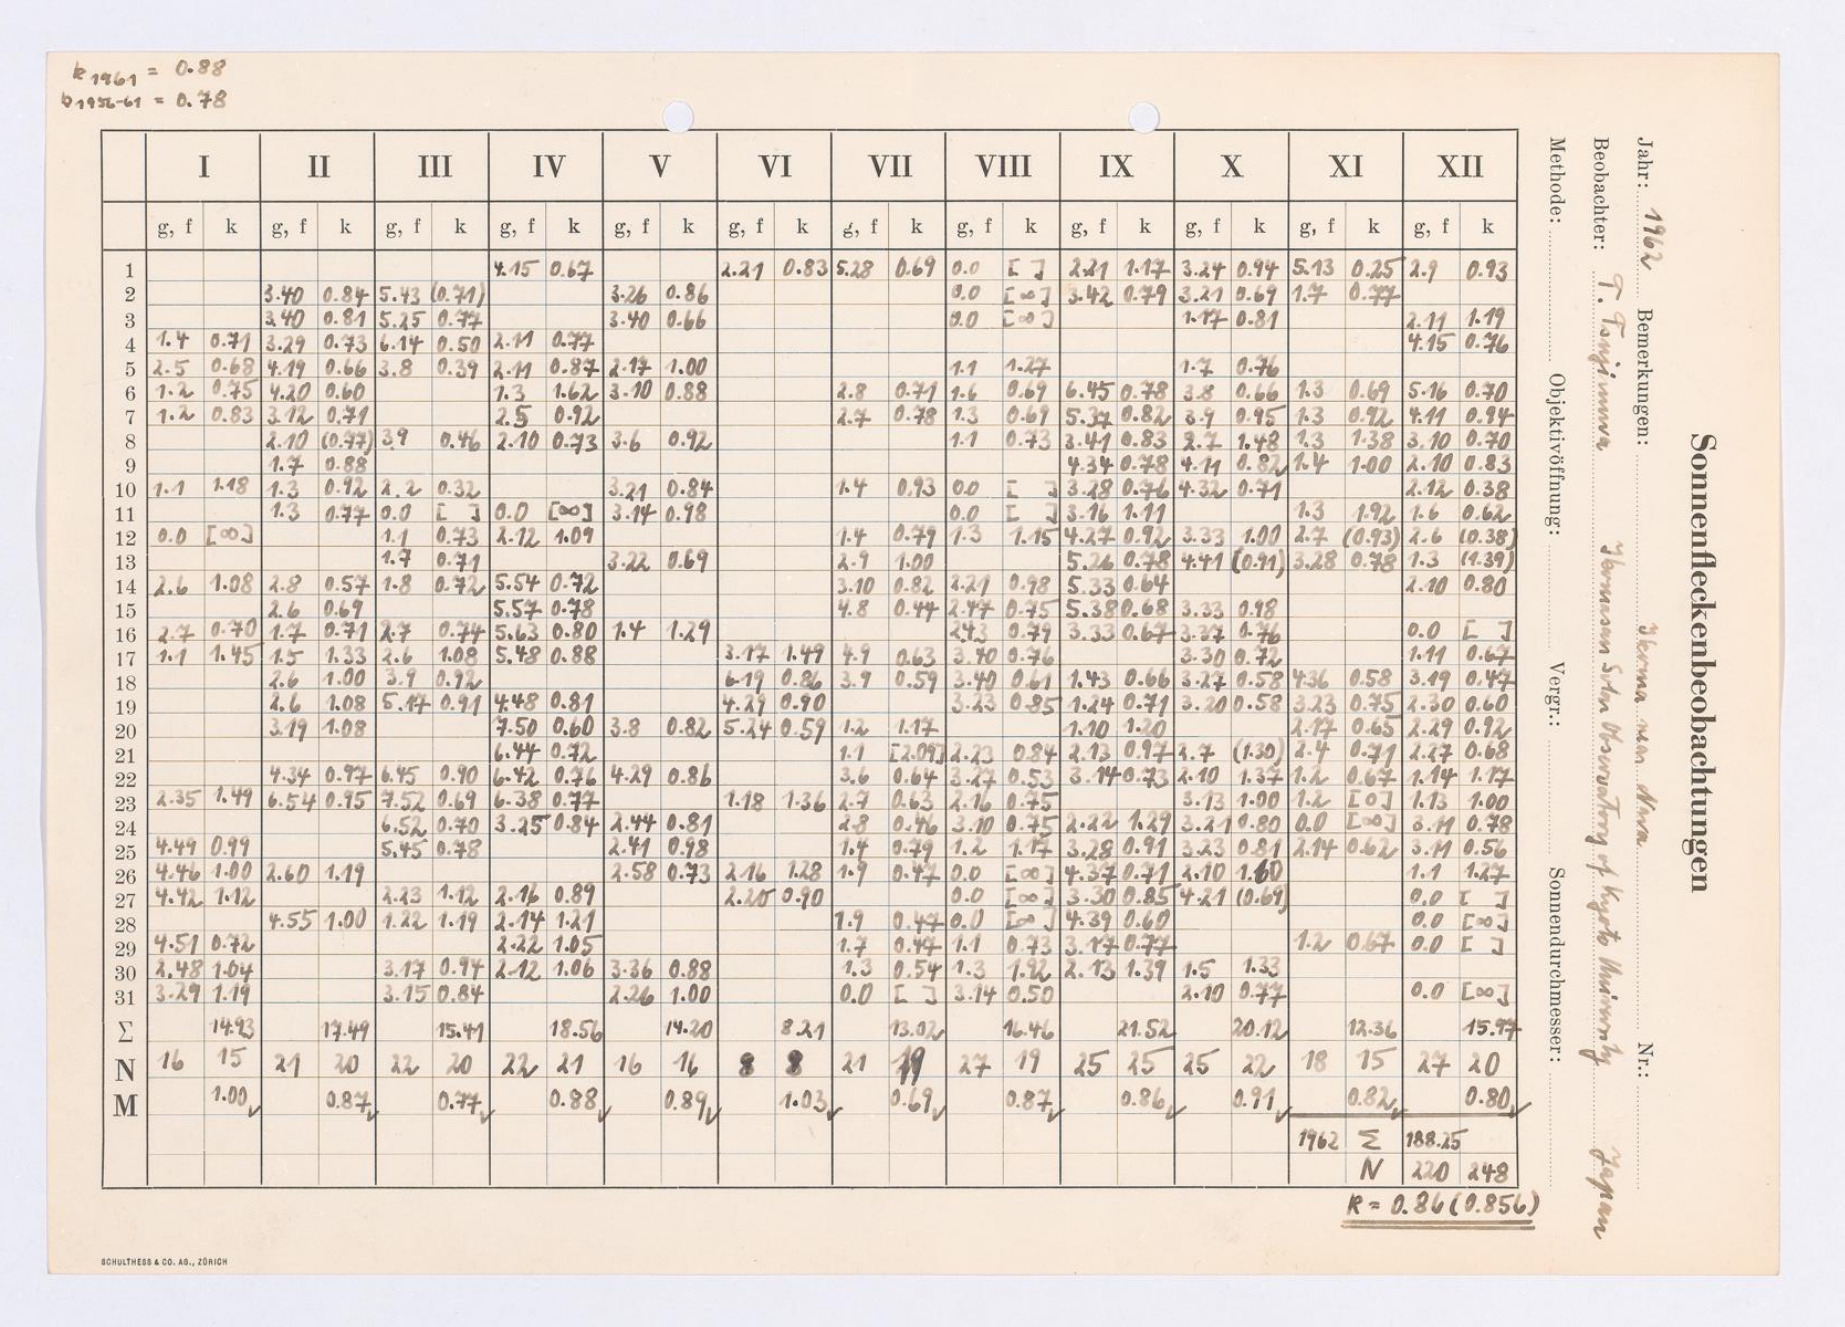 k 1961 = 0.88
b 1956-61 = 0.78
I II III IV V VI VII VIII IX X XI XII
g, f k g, f k g, f k g, f k g, f k g, f k g, f k g, f k g, f k g, f k g, f k g, f k
1 4.15 0.67 2.21 0.83 5.28 0.69 0.0 [ ] 2.21 1.17 3.24 0.94 5.13 0.25 2.9 0.93
2 3.40 0.84 5.43 (0.71) 3.26 0.86 0.0 [∞] 3.42 0.79 3.21 0.69 1.7 0.77
3 3.40 0.81 5.25 0.77 3.40 0.66 0.0 [∞] 1.17 0.81 2.11 1.19
4 1.4 0.71 3.29 0.73 6.14 0.50 2.11 0.77 4.15 0.76
5 2.5 0.68 4.19 0.66 3.8 0.39 2.11 0.87 2.17 1.00 1.1 1.27 1.7 0.76
6 1.2 0.75 4.20 0.60 1.3 1.62 3.10 0.88 2.8 0.71 1.6 0.69 6.45 0.78 3.8 0.66 1.3 0.69 5.16 0.70
7 1.2 0.83 3.12 0.71 2.5 0.92 2.7 0.78 1.3 0.69 5.37 0.82 3.9 0.95 1.3 0.92 4.11 0.94
8 2.10 (0.77) 3.9 0.46 2.10 0.73 3.6 0.92 1.1 0.73 3.41 0.83 2.7 1.48 1.3 1.38 3.10 0.70
9 1.7 0.88 4.34 0.78 4.11 0.82 1.4 1.00 2.10 0.83
10 1.1 1.18 1.3 0.92 2.2 0.32 3.21 0.84 1.4 0.93 0.0 [ ] 3.28 0.76 4.32 0.71 2.12 0.38
11 1.3 0.77 0.0 [ ] 0.0 [∞] 3.14 0.98 0.0 [ ] 3.16 1.11 1.3 1.92 1.6 0.62
12 0.0 [∞] 1.1 0.73 2.12 1.09 1.4 0.79 1.3 1.15 4.27 0.92 3.33 1.00 2.7 (0.93) 2.6 (0.38)
13 1.7 0.71 3.22 0.69 2.9 1.00 5.26 0.78 4.41 (0.91) 3.28 0.78 1.3 (1.39)
14 2.6 1.08 2.8 0.57 1.8 0.72 5.54 0.72 3.10 0.82 2.21 0.98 5.33 0.64 2.10 0.80
15 2.6 0.69 5.57 0.78 4.8 0.44 2.47 0.75 5.38 0.68 3.33 0.98
16 2.7 0.70 1.7 0.71 2.7 0.74 5.63 0.80 1.4 1.29 2.43 0.79 3.33 0.67 3.37 0.76 0.0 [ ]
17 1.1 1.45 1.5 1.33 2.6 1.08 5.48 0.88 3.17 1.49 4.9 0.63 3.40 0.76 3.30 0.72 1.11 0.67
18 2.6 1.00 3.9 0.92 6.19 0.86 3.9 0.59 3.40 0.61 1.43 0.66 3.27 0.58 4.36 0.58 3.19 0.47
19 2.6 1.08 5.17 0.91 4.48 0.81 4.29 0.90 3.23 0.85 1.24 0.71 3.20 0.58 3.23 0.75 2.30 0.60
20 3.19 1.08 7.50 0.60 3.8 0.82 5.24 0.59 1.2 1.17 1.10 1.20 2.17 0.65 2.29 0.92
21 6.44 0.72 1.1 [2.09] 2.23 0.84 2.13 0.97 2.7 (1.30) 2.4 0.71 2.27 0.68
22 4.34 0.97 6.45 0.90 6.42 0.76 4.29 0.86 3.6 0.64 3.27 0.53 3.14 0.73 2.10 1.37 1.2 0.67 1.14 1.17
23 2.35 1.49 6.54 0.95 7.52 0.69 6.38 0.77 1.18 1.36 2.7 0.63 2.16 0.75 3.13 1.00 1.2 [0] 1.13 1.00
24 6.52 0.70 3.25 0.84 2.44 0.81 2.8 0.46 3.10 0.75 2.22 1.29 3.21 0.80 0.0 [∞] 3.11 0.78
25 4.49 0.99 5.45 0.78 2.41 0.98 1.4 0.79 1.2 1.17 3.28 0.91 3.23 0.81 2.14 0.62 3.11 0.56
26 4.46 1.00 2.60 1.19 2.58 0.73 2.16 1.28 1.9 0.47 0.0 [∞] 4.37 0.71 2.10 1.60 1.1 1.27
27 4.42 1.12 2.23 1.12 2.16 0.89 2.20 0.90 0.0 [∞] 3.30 0.85 4.21 (0.69) 0.0 [ ]
28 4.55 1.00 1.22 1.19 2.14 1.21 1.9 0.47 0.0 [∞] 4.39 0.60 0.0 [∞]
29 4.51 0.72 2.22 1.05 1.7 0.47 1.1 0.73 3.17 0.77 1.2 0.67 0.0 [ ]
30 2.48 1.04 3.17 0.94 2.12 1.06 3.36 0.88 1.3 0.54 1.3 1.92 2.13 1.39 1.5 1.33
31 3.29 1.19 3.15 0.84 2.26 1.00 0.0 [ ] 3.14 0.50 2.10 0.77 0.0 [∞]
Σ 14.93 17.49 15.41 18.56 14.20 8.21 13.02 16.46 21.52 20.12 12.36 15.97
N 16 15 21 20 22 20 22 21 16 16 8 8 21 19 27 19 25 25 25 22 18 15 27 20
M 1.00 0.87 0.77 0.88 0.89 1.03 0.69 0.87 0.86 0.91 0.82 0.80
1962 Σ 188.25
N 220 248
k = 0.86 (0.856)
SCHULTHESS & CO. AG., ZÜRICH
Sonnenfleckenbeobachtungen
Jahr: 1962 Bemerkungen: Nr.:
Beobachter: T. Tsujimura Observatory of Kyoto University Japan
Methode: Objektivöffnung: Vergr.: Sonnendurchmesser: